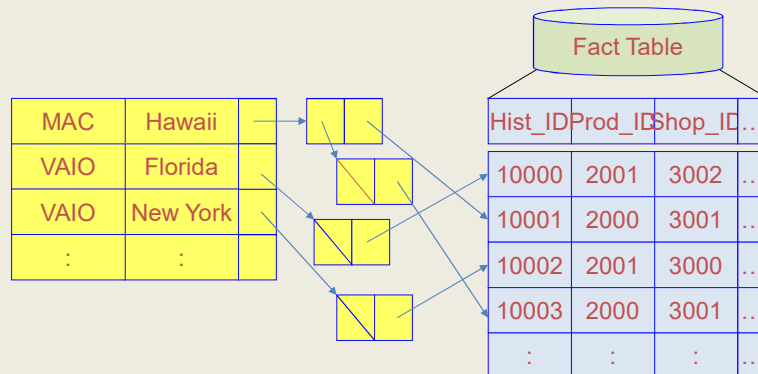 Fact Table
MAC Hawaii
VAIO Florida
VAIO New York
: :
Hist_ID Prod_ID Shop_ID ...
10000 2001 3002 ...
10001 2000 3001 ...
10002 2001 3000 ...
10003 2000 3001 ...
: : : ...